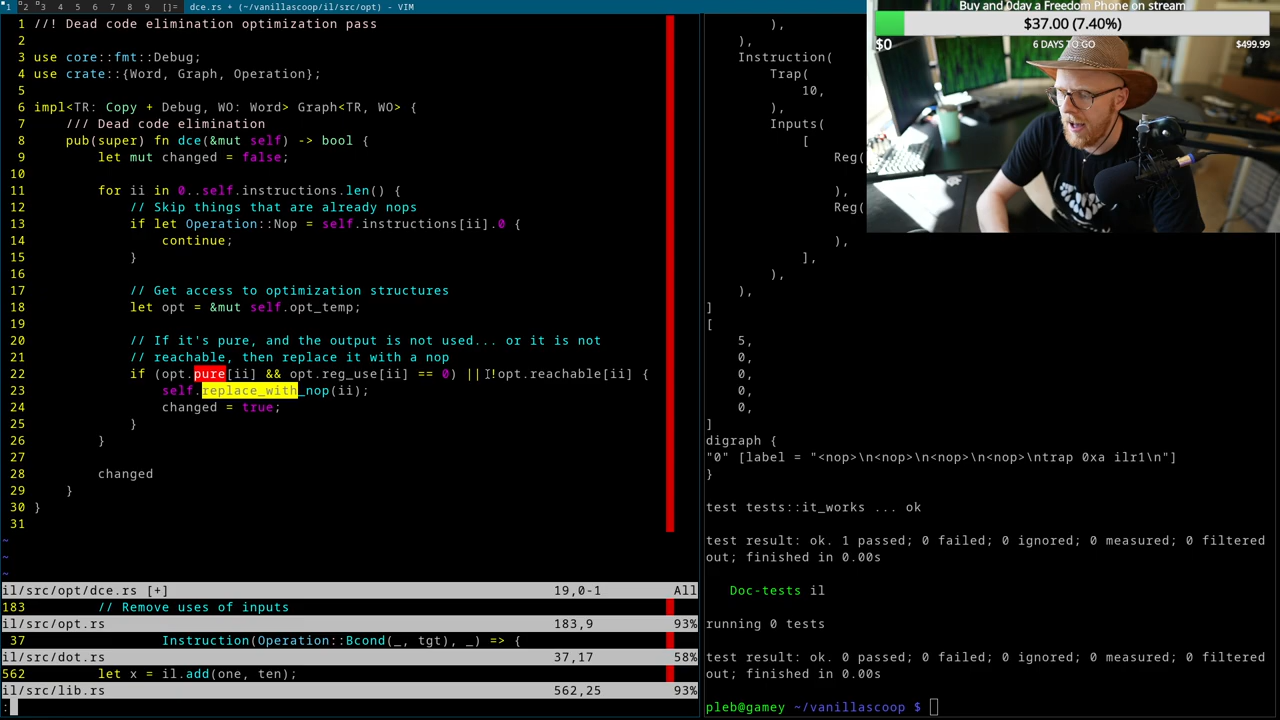 1 2 3 4 5 6 7 8 9 []= dce.rs + (~/vanillascoop/il/src/opt) - VIM
1 //! Dead code elimination optimization pass
2
3 use core::fmt::Debug;
4 use crate::{Word, Graph, Operation};
5
6 impl<TR: Copy + Debug, WO: Word> Graph<TR, WO> {
7 /// Dead code elimination
8 pub(super) fn dce(&mut self) -> bool {
9 let mut changed = false;
10
11 for ii in 0..self.instructions.len() {
12 // Skip things that are already nops
13 if let Operation::Nop = self.instructions[ii].0 {
14 continue;
15 }
16
17 // Get access to optimization structures
18 let opt = &mut self.opt_temp;
19
20 // If it's pure, and the output is not used... or it is not
21 // reachable, then replace it with a nop
22 if (opt.pure[ii] && opt.reg_use[ii] == 0) || !opt.reachable[ii] {
23 self.replace_with_nop(ii);
24 changed = true;
25 }
26 }
27
28 changed
29 }
30 }
31
~
~
~
il/src/opt/dce.rs [+] 19,0-1 All
183 // Remove uses of inputs
il/src/opt.rs 183,9 93%
37 Instruction(Operation::Bcond(_, tgt), _) => {
il/src/dot.rs 37,17 58%
562 let x = il.add(one, ten);
il/src/lib.rs 562,25 93%
:
),
),
Instruction(
Trap(
10,
),
Inputs(
[
Reg(
),
Reg(
),
],
),
),
]
[
5,
0,
0,
0,
0,
]
digraph {
"0" [label = "<nop>\n<nop>\n<nop>\n<nop>\ntrap 0xa ilr1\n"]
}
test tests::it_works ... ok
test result: ok. 1 passed; 0 failed; 0 ignored; 0 measured; 0 filtered
out; finished in 0.00s
Doc-tests il
running 0 tests
test result: ok. 0 passed; 0 failed; 0 ignored; 0 measured; 0 filtered
out; finished in 0.00s
pleb@gamey ~/vanillascoop $
Buy and 0day a Freedom Phone on stream
$37.00 (7.40%)
$0 6 DAYS TO GO $499.99